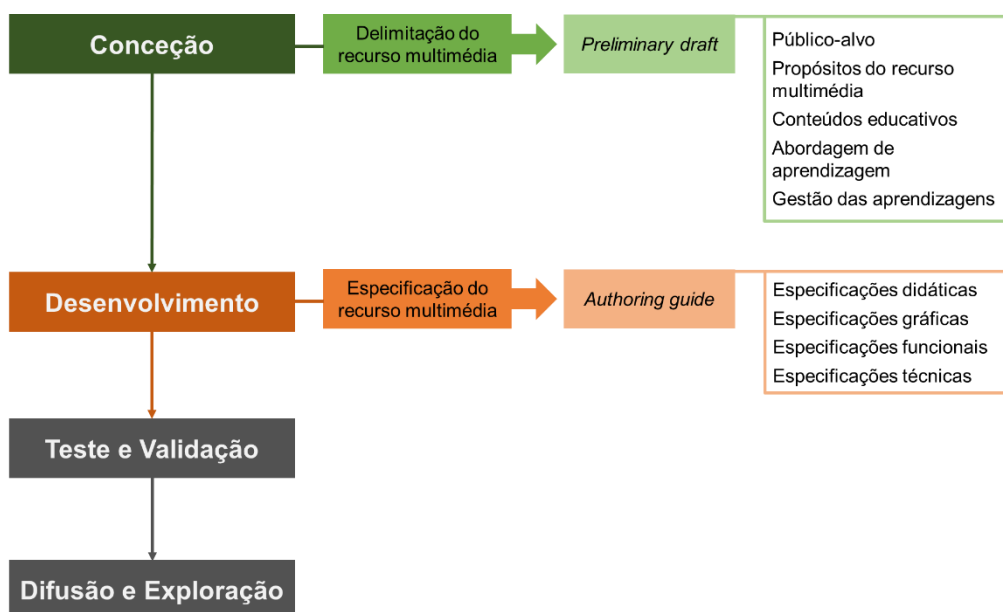 Conceção
Delimitação do
recurso multimédia
Preliminary draft
Público-alvo
Propósitos do recurso
multimédia
Conteúdos educativos
Abordagem de
aprendizagem
Gestão das aprendizagens
Desenvolvimento
Especificação do
recurso multimédia
Authoring guide
Especificações didáticas
Especificações gráficas
Especificações funcionais
Especificações técnicas
Teste e Validação
Difusão e Exploração